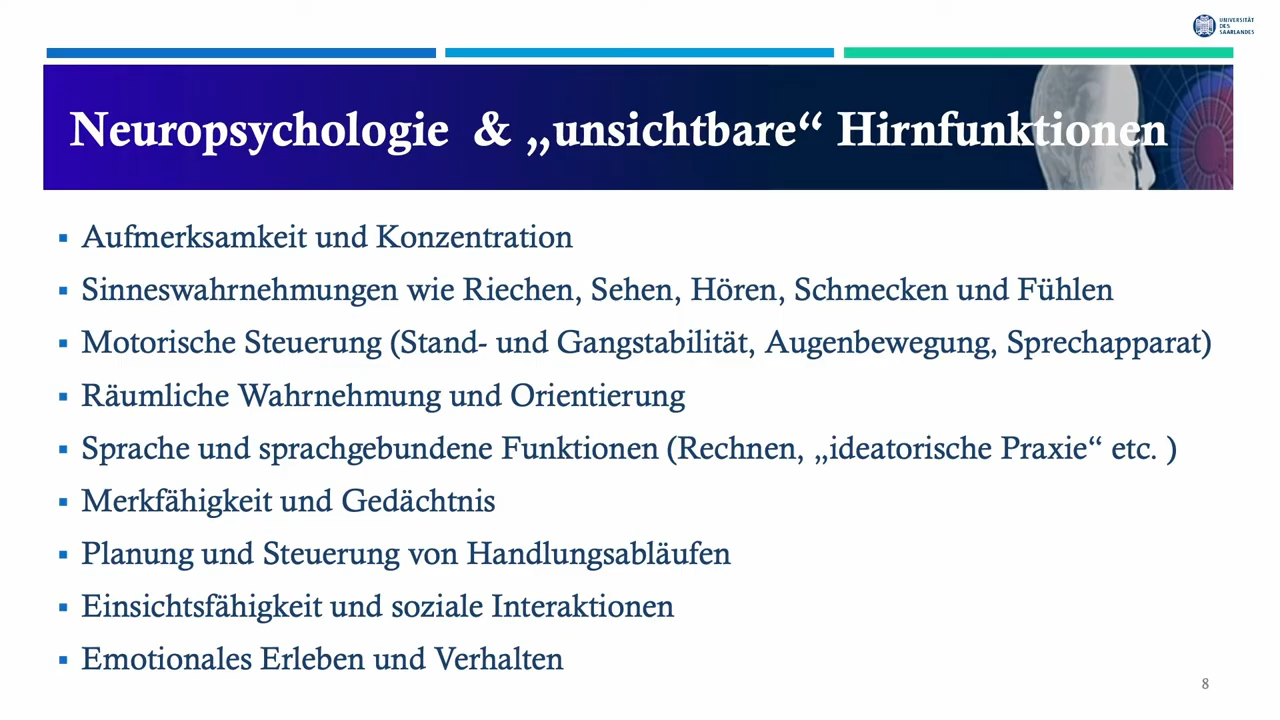 UNIVERSITÄT
DES
SAARLANDES
Neuropsychologie & „unsichtbare“ Hirnfunktionen
▪ Aufmerksamkeit und Konzentration
▪ Sinneswahrnehmungen wie Riechen, Sehen, Hören, Schmecken und Fühlen
▪ Motorische Steuerung (Stand- und Gangstabilität, Augenbewegung, Sprechapparat)
▪ Räumliche Wahrnehmung und Orientierung
▪ Sprache und sprachgebundene Funktionen (Rechnen, „ideatorische Praxie“ etc. )
▪ Merkfähigkeit und Gedächtnis
▪ Planung und Steuerung von Handlungsabläufen
▪ Einsichtsfähigkeit und soziale Interaktionen
▪ Emotionales Erleben und Verhalten
8